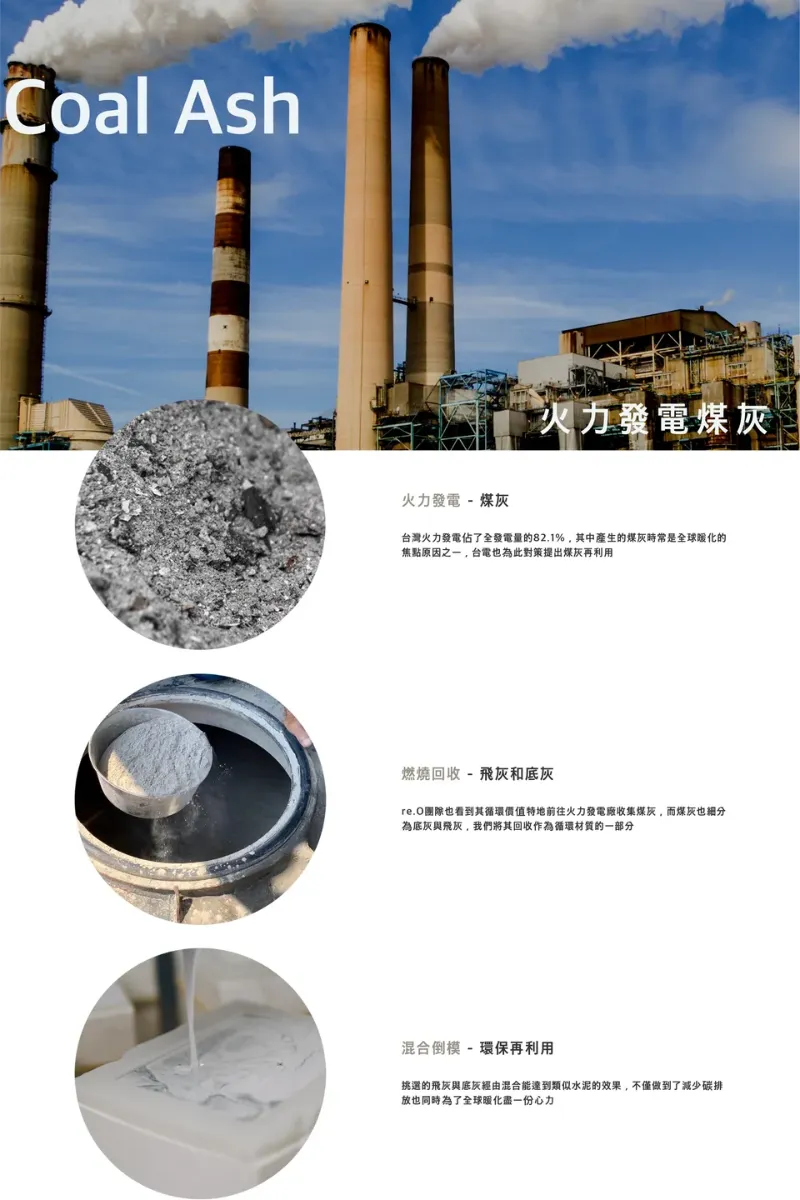 Coal Ash
火力發電煤灰
火力發電 - 煤灰
台灣火力發電佔了全發電量的82.1%，其中產生的煤灰時常是全球暖化的
焦點原因之一，台電也為此對策提出煤灰再利用
燃燒回收 - 飛灰和底灰
re.O團隊也看到其循環價值特地前往火力發電廠收集煤灰，而煤灰也細分
為底灰與飛灰，我們將其回收作為循環材質的一部分
混合倒模 - 環保再利用
挑選的飛灰與底灰經由混合能達到類似水泥的效果，不僅做到了減少碳排
放也同時為了全球暖化盡一份心力